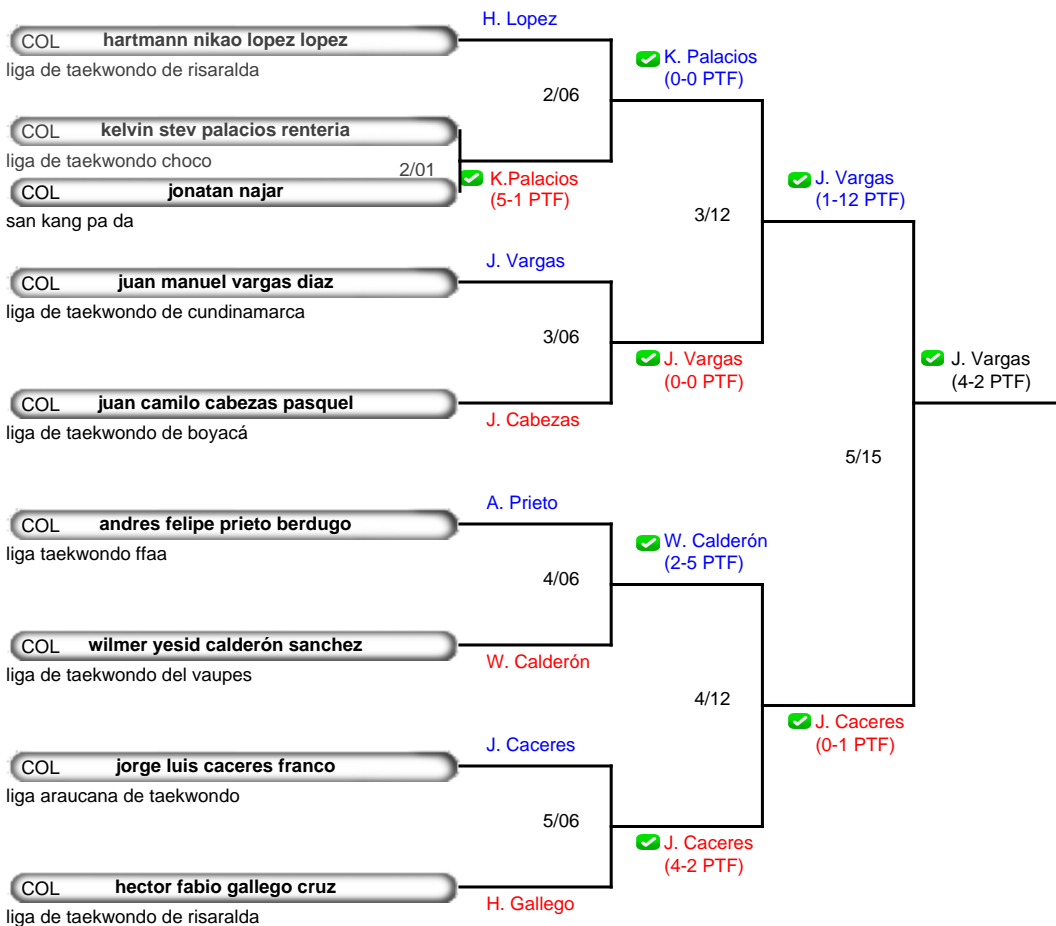 H. Lopez
COL hartmann nikao lopez lopez
liga de taekwondo de risaralda
K. Palacios
(0-0 PTF)
2/06
COL kelvin stev palacios renteria
liga de taekwondo choco
2/01
K.Palacios
(5-1 PTF)
COL jonatan najar
san kang pa da
J. Vargas
(1-12 PTF)
3/12
J. Vargas
COL juan manuel vargas diaz
liga de taekwondo de cundinamarca
3/06
J. Vargas
(0-0 PTF)
J. Vargas
(4-2 PTF)
COL juan camilo cabezas pasquel
J. Cabezas
liga de taekwondo de boyacá
5/15
A. Prieto
COL andres felipe prieto berdugo
liga taekwondo ffaa
W. Calderón
(2-5 PTF)
4/06
COL wilmer yesid calderón sanchez
W. Calderón
liga de taekwondo del vaupes
4/12
J. Caceres
(0-1 PTF)
J. Caceres
COL jorge luis caceres franco
liga araucana de taekwondo
5/06
J. Caceres
(4-2 PTF)
COL hector fabio gallego cruz
H. Gallego
liga de taekwondo de risaralda